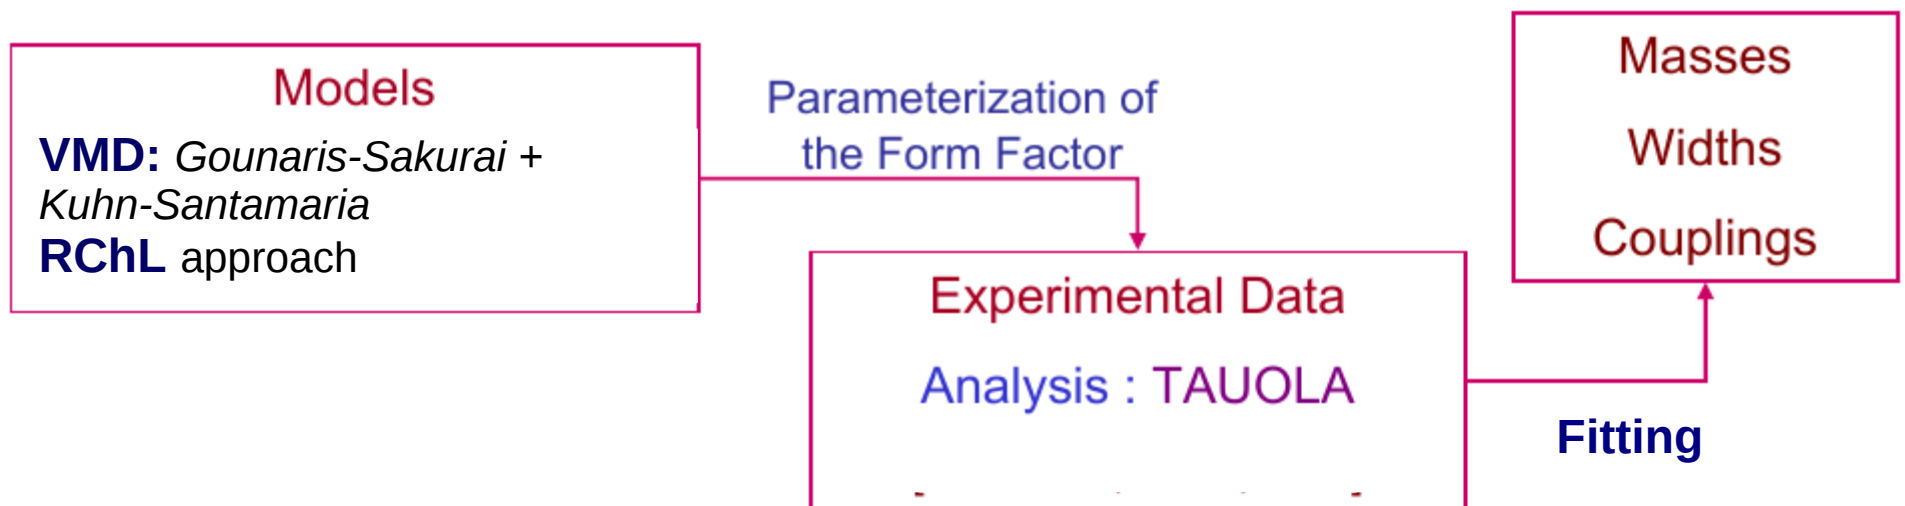 Models
VMD: Gounaris-Sakurai +
Kuhn-Santamaria
RChL approach
Parameterization of
the Form Factor
Experimental Data
Analysis : TAUOLA
Fitting
Masses
Widths
Couplings